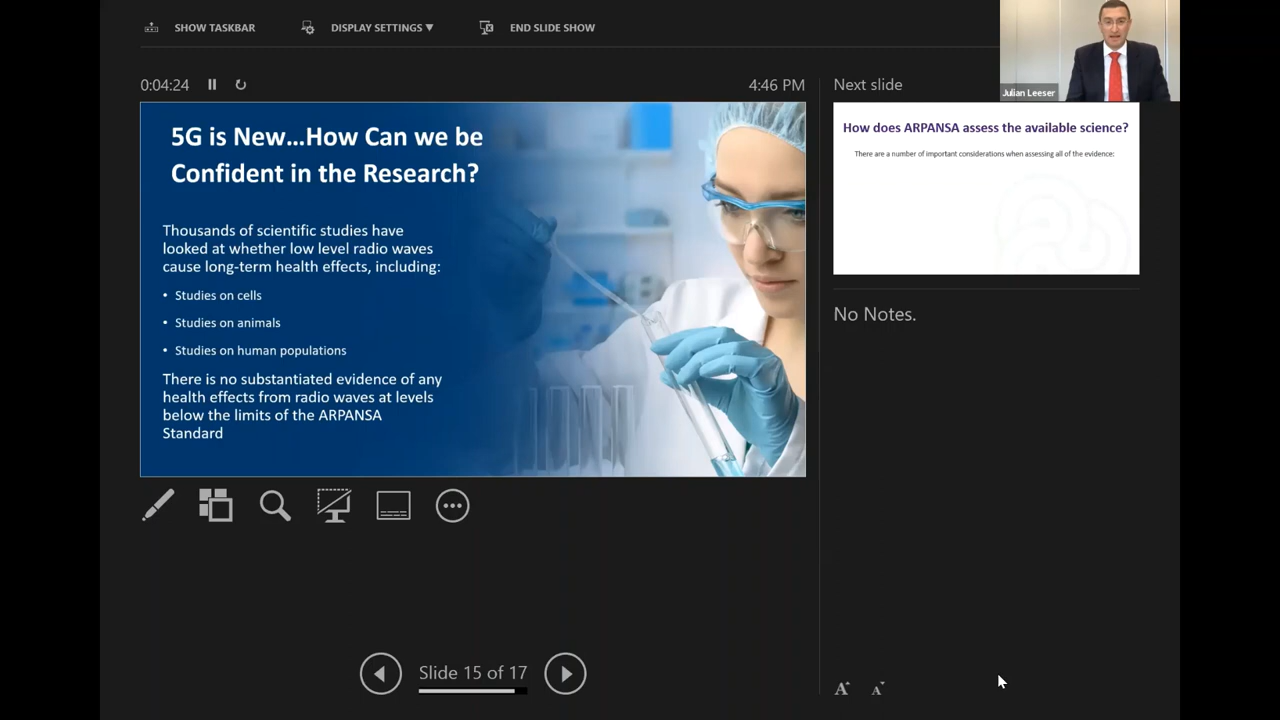 SHOW TASKBAR
DISPLAY SETTINGS ▼
END SLIDE SHOW
Julian Leeser
0:04:24
4:46 PM
Next slide
5G is New...How Can we be
Confident in the Research?
Thousands of scientific studies have
looked at whether low level radio waves
cause long-term health effects, including:
• Studies on cells
• Studies on animals
• Studies on human populations
There is no substantiated evidence of any
health effects from radio waves at levels
below the limits of the ARPANSA
Standard
How does ARPANSA assess the available science?
There are a number of important considerations when assessing all of the evidence:
No Notes.
Slide 15 of 17
A
A